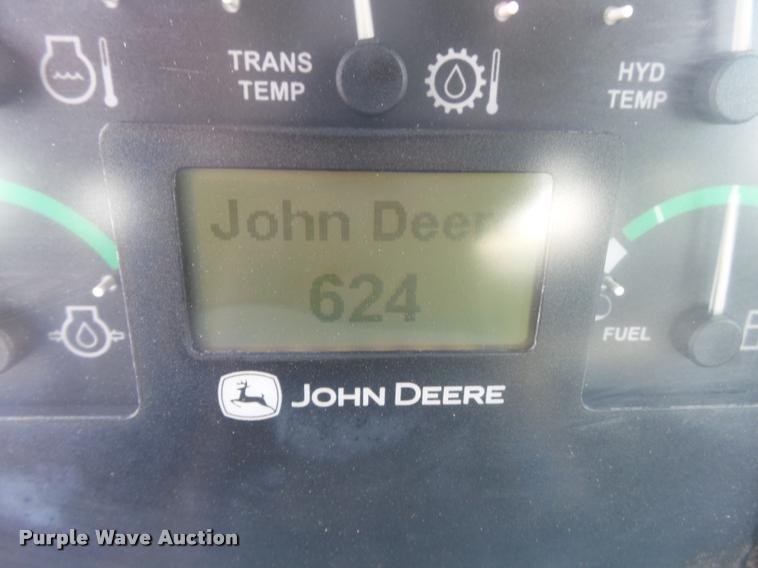 TRANS
TEMP
HYD
TEMP
John Deere
624
FUEL
JOHN DEERE
Purple Wave Auction